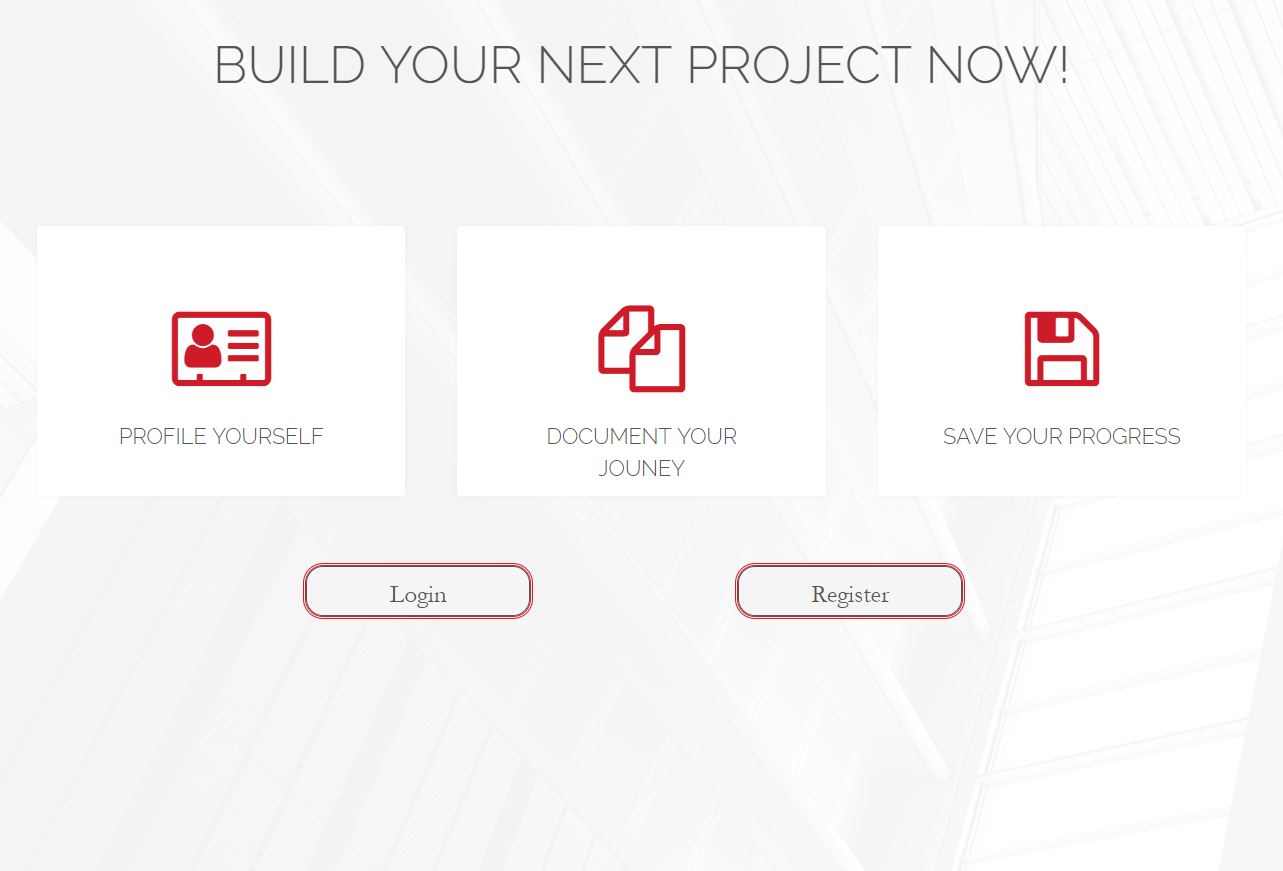 BUILD YOUR NEXT PROJECT NOW!
PROFILE YOURSELF
DOCUMENT YOUR
JOUNEY
SAVE YOUR PROGRESS
Login
Register